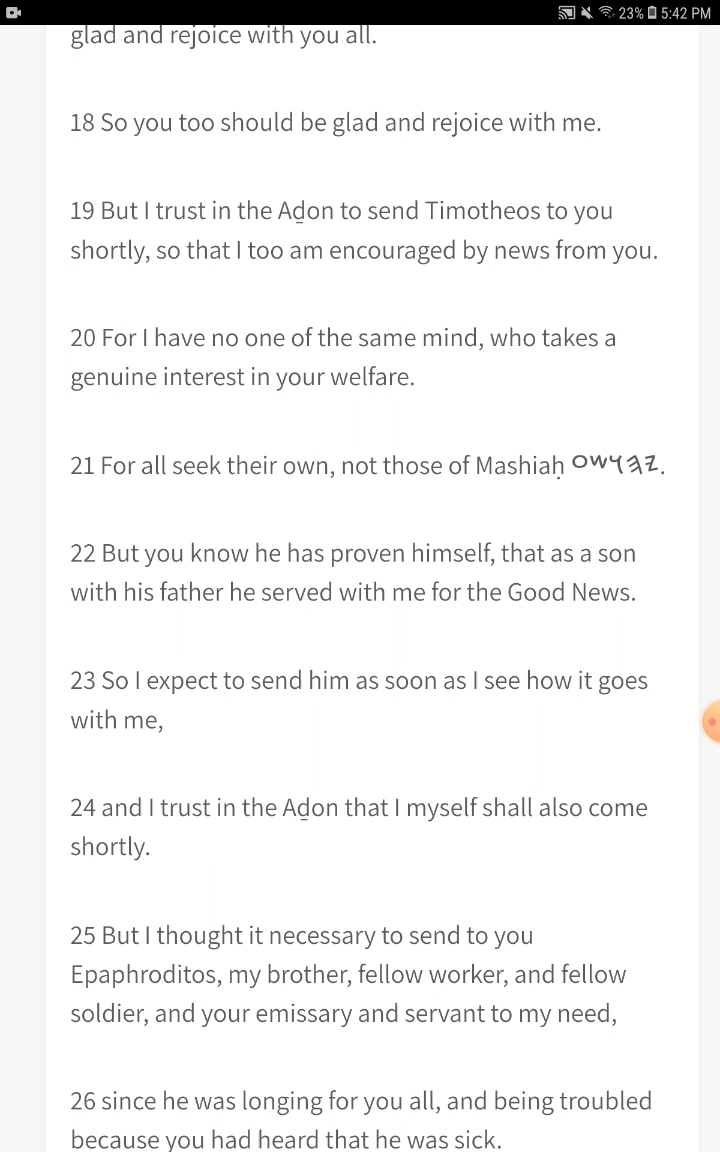 23% 5:42 PM
glad and rejoice with you all.
18 So you too should be glad and rejoice with me.
19 But I trust in the Aḏon to send Timotheos to you
shortly, so that I too am encouraged by news from you.
20 For I have no one of the same mind, who takes a
genuine interest in your welfare.
21 For all seek their own, not those of Mashiaḥ 𐤉𐤄𐤅𐤔𐤏.
22 But you know he has proven himself, that as a son
with his father he served with me for the Good News.
23 So I expect to send him as soon as I see how it goes
with me,
24 and I trust in the Aḏon that I myself shall also come
shortly.
25 But I thought it necessary to send to you
Epaphroditos, my brother, fellow worker, and fellow
soldier, and your emissary and servant to my need,
26 since he was longing for you all, and being troubled
because you had heard that he was sick.